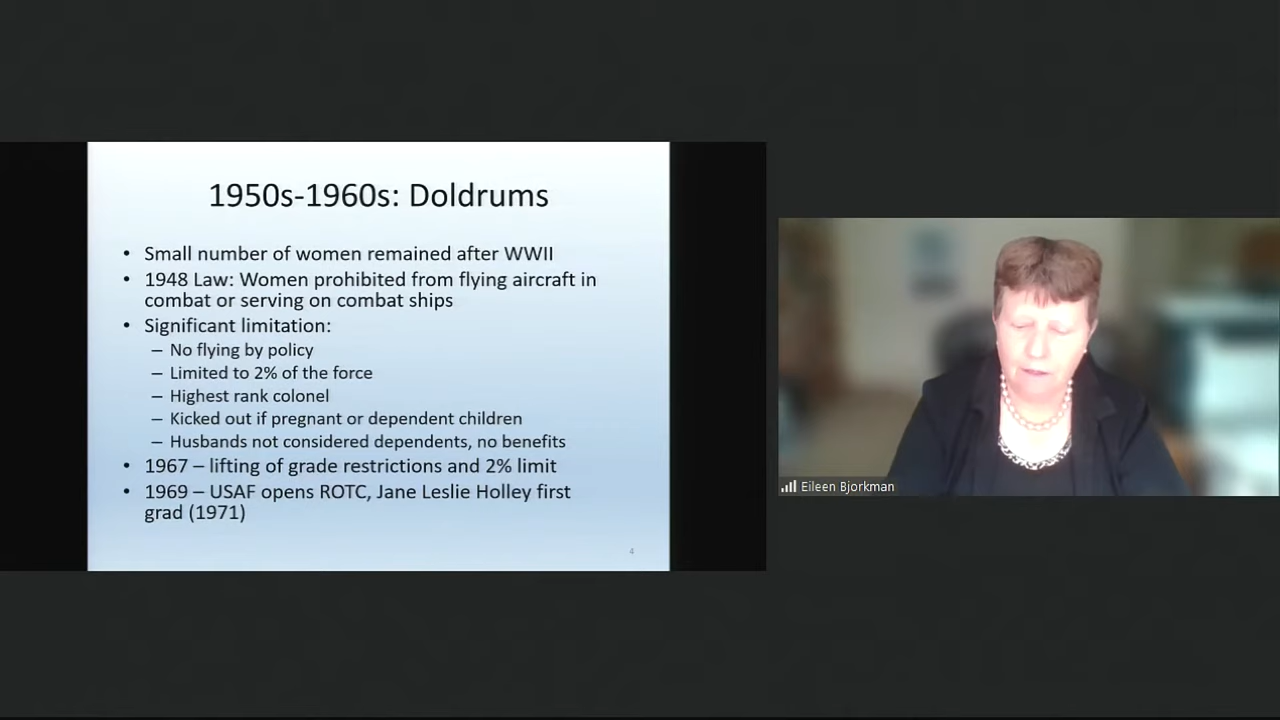 1950s-1960s: Doldrums
• Small number of women remained after WWII
• 1948 Law: Women prohibited from flying aircraft in
combat or serving on combat ships
• Significant limitation:
– No flying by policy
– Limited to 2% of the force
– Highest rank colonel
– Kicked out if pregnant or dependent children
– Husbands not considered dependents, no benefits
• 1967 – lifting of grade restrictions and 2% limit
• 1969 – USAF opens ROTC, Jane Leslie Holley first
grad (1971)
4
Eileen Bjorkman